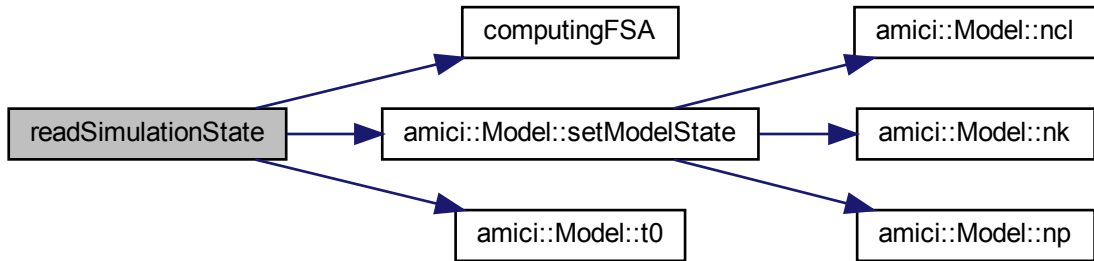 computingFSA
amici::Model::ncl
readSimulationState
amici::Model::setModelState
amici::Model::nk
amici::Model::t0
amici::Model::np